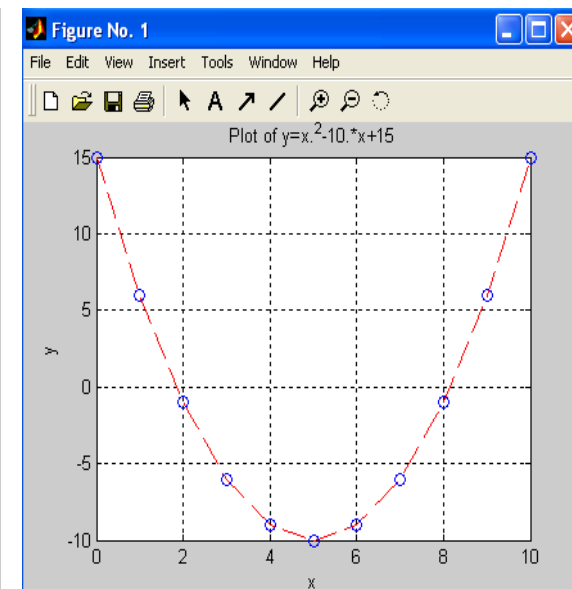 Figure No. 1
File Edit View Insert Tools Window Help
A
Plot of y=x.²-10.*x+15
15
10
5
0
-5
-10
y
0 2 4 6 8 10
x